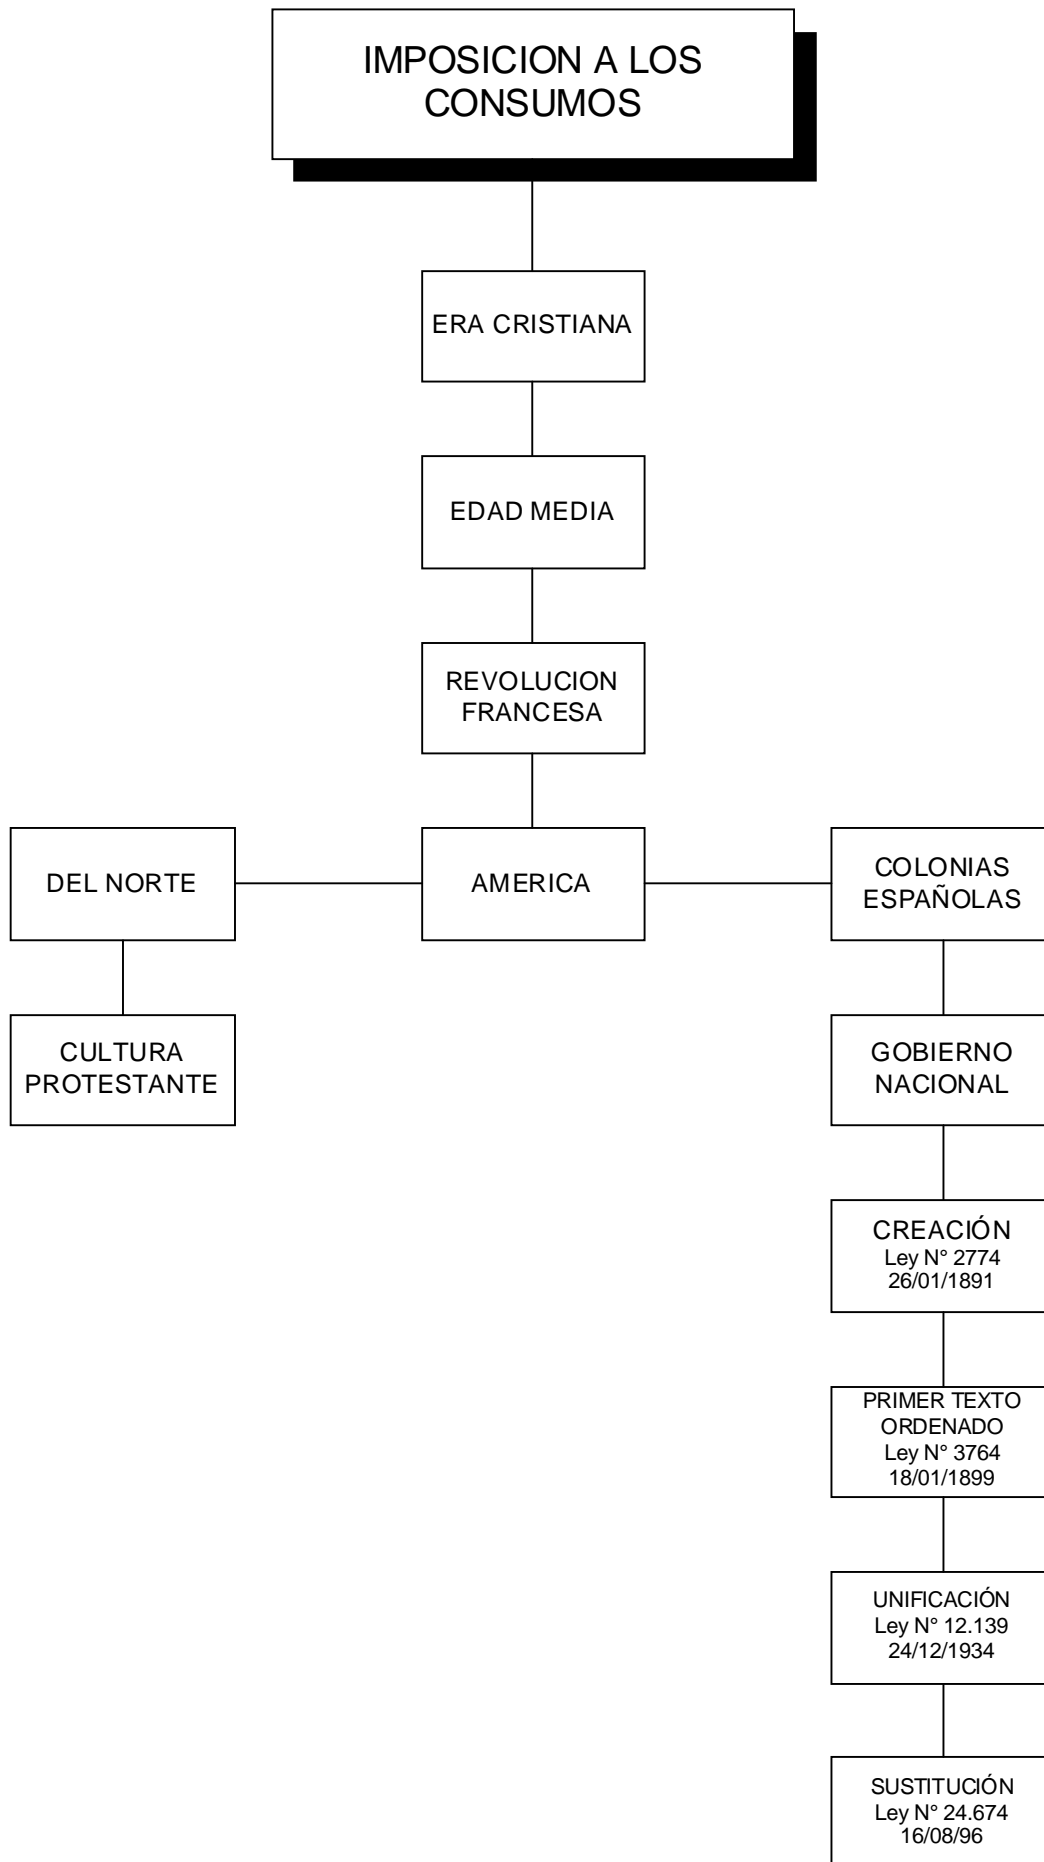 IMPOSICION A LOS
CONSUMOS
ERA CRISTIANA
EDAD MEDIA
REVOLUCION
FRANCESA
DEL NORTE
AMERICA
COLONIAS
ESPAÑOLAS
CULTURA
PROTESTANTE
GOBIERNO
NACIONAL
CREACIÓN
Ley N° 2774
26/01/1891
PRIMER TEXTO
ORDENADO
Ley N° 3764
18/01/1899
UNIFICACIÓN
Ley N° 12.139
24/12/1934
SUSTITUCIÓN
Ley N° 24.674
16/08/96